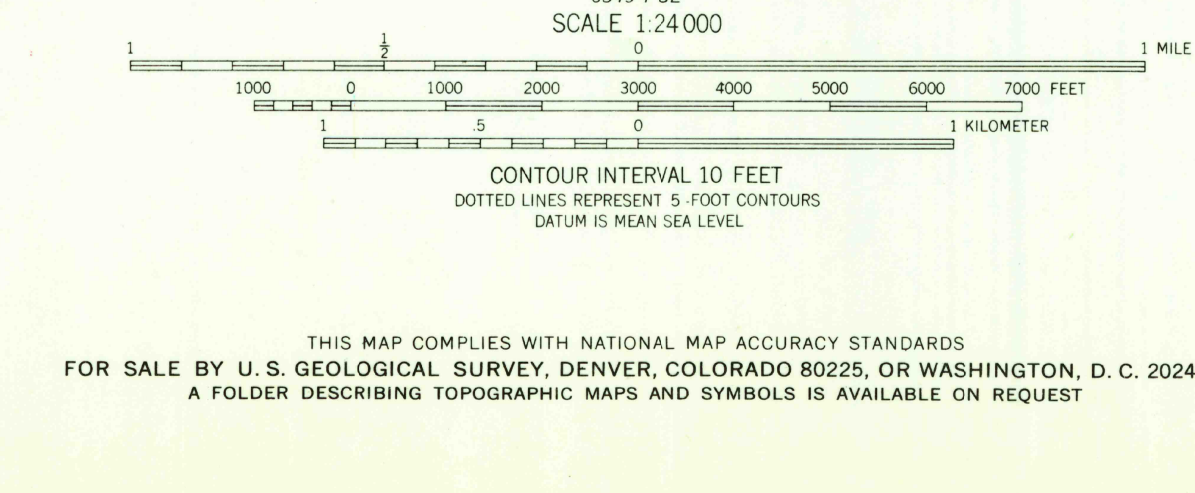 SCALE 1:24 000
1 ½ 0 1 MILE
1000 0 1000 2000 3000 4000 5000 6000 7000 FEET
1 .5 0 1 KILOMETER
CONTOUR INTERVAL 10 FEET
DOTTED LINES REPRESENT 5-FOOT CONTOURS
DATUM IS MEAN SEA LEVEL
THIS MAP COMPLIES WITH NATIONAL MAP ACCURACY STANDARDS
FOR SALE BY U. S. GEOLOGICAL SURVEY, DENVER, COLORADO 80225, OR WASHINGTON, D. C. 2024
A FOLDER DESCRIBING TOPOGRAPHIC MAPS AND SYMBOLS IS AVAILABLE ON REQUEST